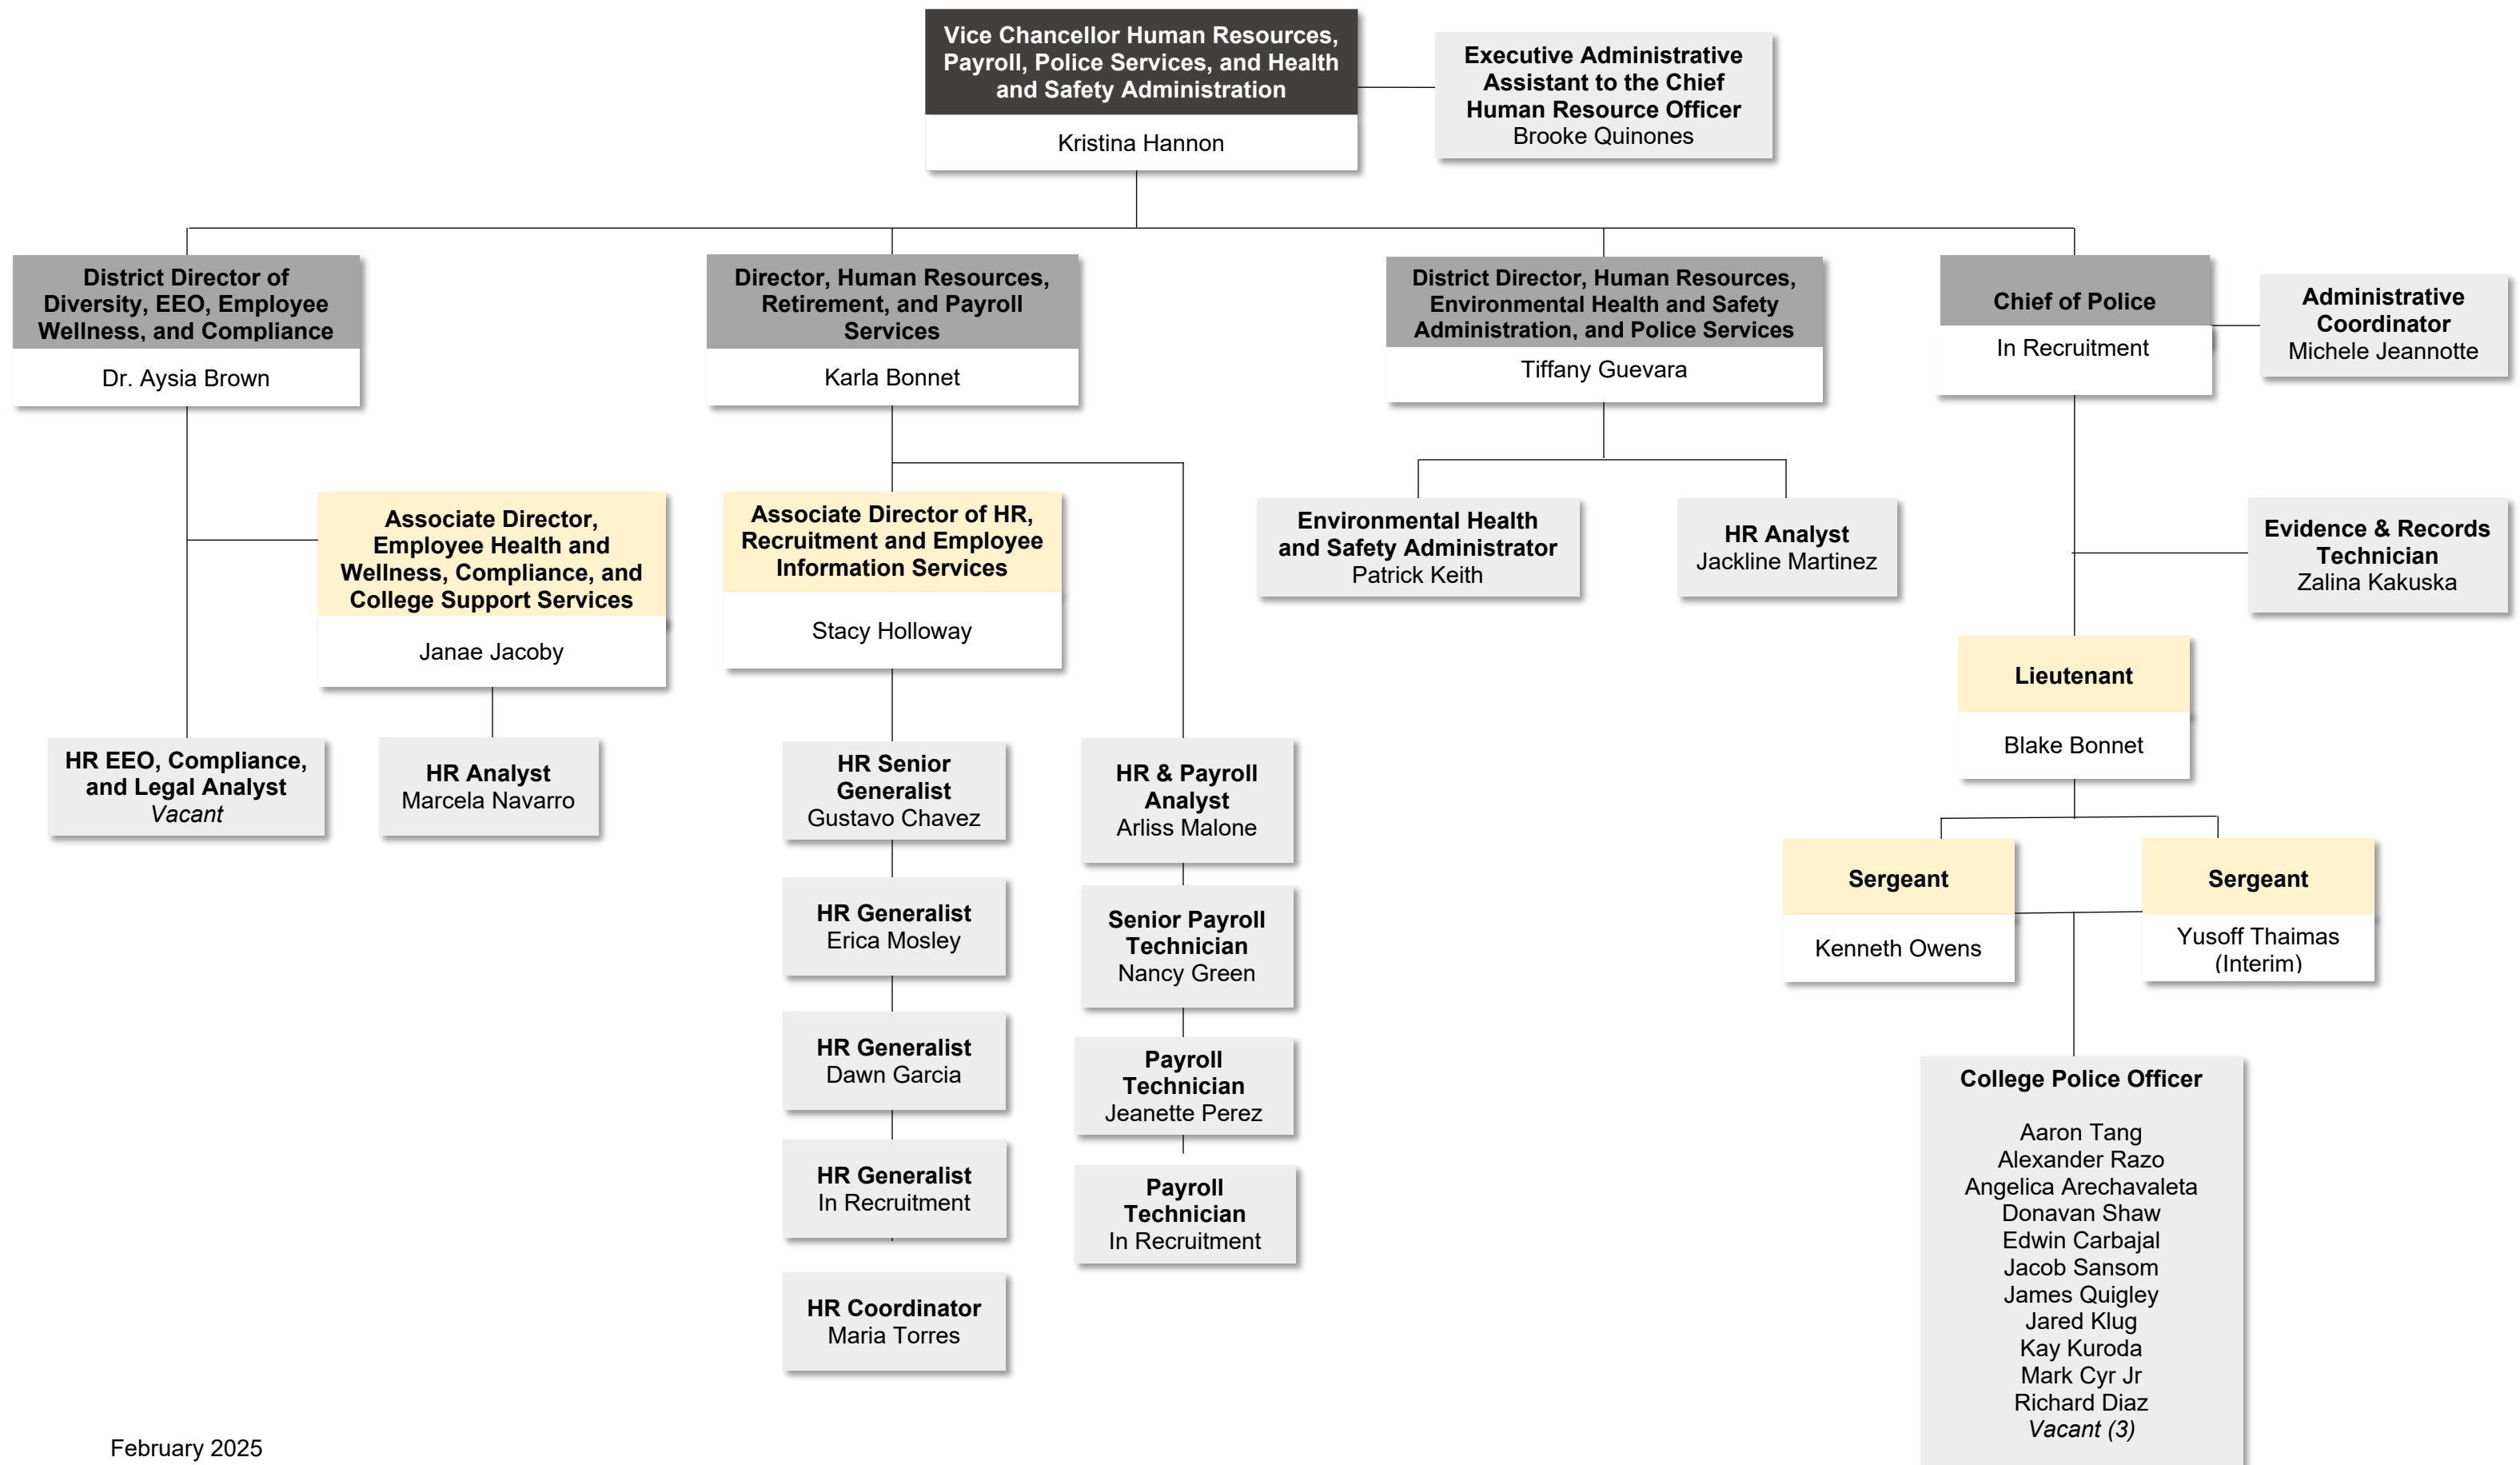 Vice Chancellor Human Resources,
Payroll, Police Services, and Health
and Safety Administration
Kristina Hannon
Executive Administrative
Assistant to the Chief
Human Resource Officer
Brooke Quinones
District Director of
Diversity, EEO, Employee
Wellness, and Compliance
Dr. Aysia Brown
Director, Human Resources,
Retirement, and Payroll
Services
Karla Bonnet
District Director, Human Resources,
Environmental Health and Safety
Administration, and Police Services
Tiffany Guevara
Chief of Police
In Recruitment
Administrative
Coordinator
Michele Jeannotte
Associate Director,
Employee Health and
Wellness, Compliance, and
College Support Services
Janae Jacoby
Associate Director of HR,
Recruitment and Employee
Information Services
Stacy Holloway
Environmental Health
and Safety Administrator
Patrick Keith
HR Analyst
Jackline Martinez
Evidence & Records
Technician
Zalina Kakuska
Lieutenant
Blake Bonnet
HR EEO, Compliance,
and Legal Analyst
Vacant
HR Analyst
Marcela Navarro
HR Senior
Generalist
Gustavo Chavez
HR & Payroll
Analyst
Arliss Malone
Sergeant
Kenneth Owens
Sergeant
Yusoff Thaimas
(Interim)
HR Generalist
Erica Mosley
Senior Payroll
Technician
Nancy Green
HR Generalist
Dawn Garcia
Payroll
Technician
Jeanette Perez
HR Generalist
In Recruitment
Payroll
Technician
In Recruitment
HR Coordinator
Maria Torres
College Police Officer
Aaron Tang
Alexander Razo
Angelica Arechavaleta
Donavan Shaw
Edwin Carbajal
Jacob Sansom
James Quigley
Jared Klug
Kay Kuroda
Mark Cyr Jr
Richard Diaz
Vacant (3)
February 2025